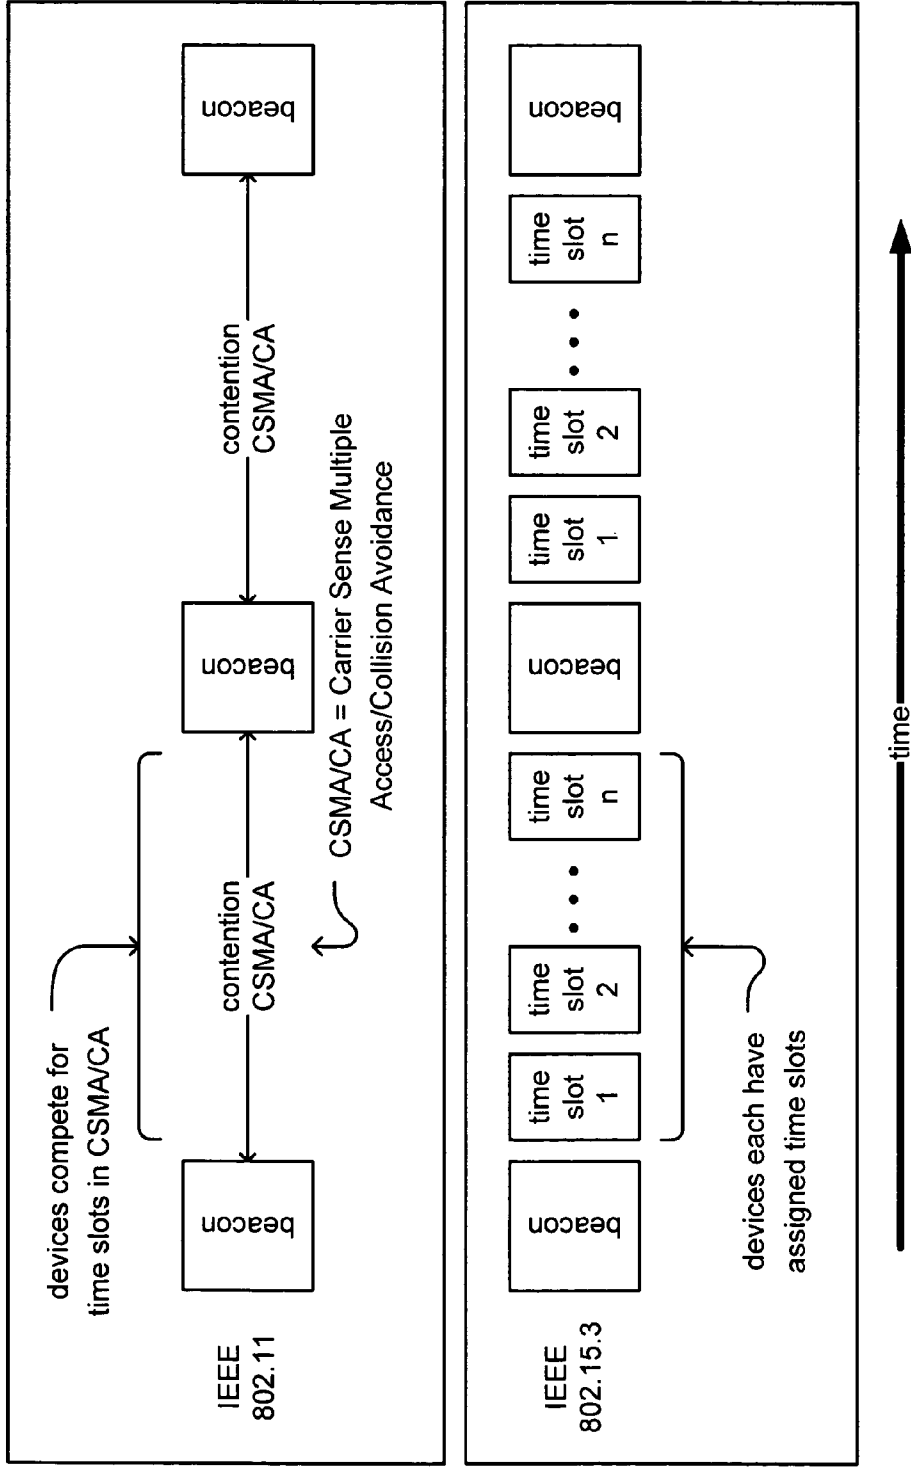 devices compete for
time slots in CSMA/CA
IEEE
802.11
beacon
contention
CSMA/CA
beacon
contention
CSMA/CA
beacon
CSMA/CA = Carrier Sense Multiple
Access/Collision Avoidance
IEEE
802.15.3
beacon
time
slot
1
time
slot
2
time
slot
n
beacon
time
slot
1
time
slot
2
time
slot
n
beacon
devices each have
assigned time slots
time